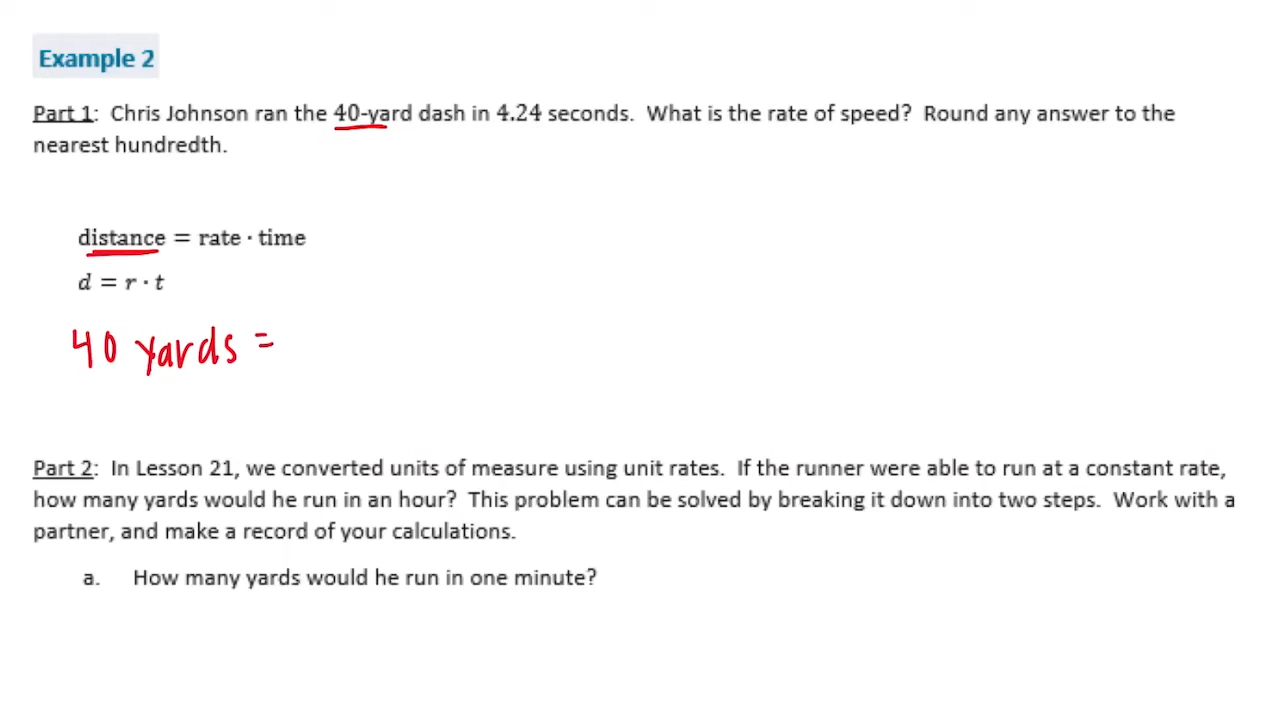 Example 2
Part 1: Chris Johnson ran the 40-yard dash in 4.24 seconds. What is the rate of speed? Round any answer to the
nearest hundredth.
distance = rate · time
d = r · t
40 yards =
Part 2: In Lesson 21, we converted units of measure using unit rates. If the runner were able to run at a constant rate,
how many yards would he run in an hour? This problem can be solved by breaking it down into two steps. Work with a
partner, and make a record of your calculations.
a. How many yards would he run in one minute?